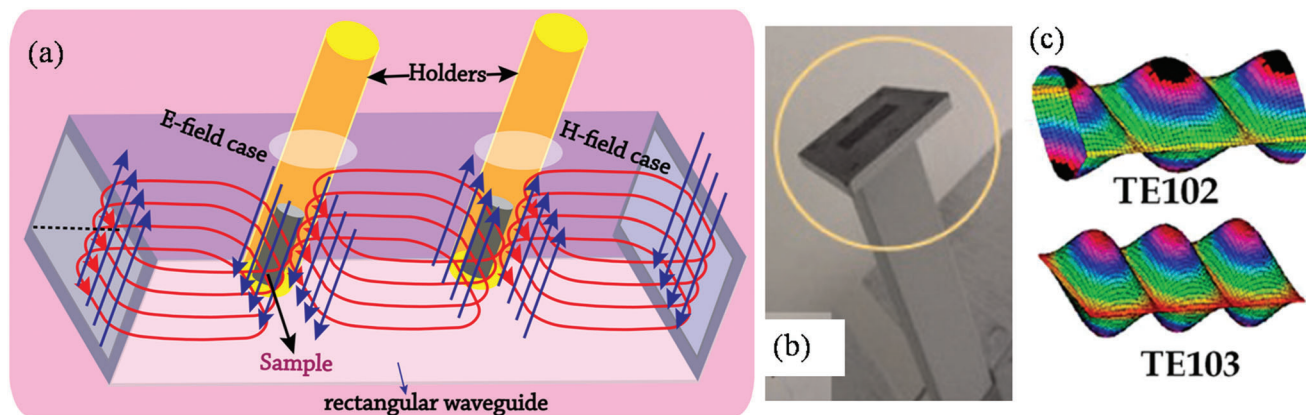 (a)
Holders
E-field case
H-field case
Sample
rectangular waveguide
(b)
(c)
TE102
TE103